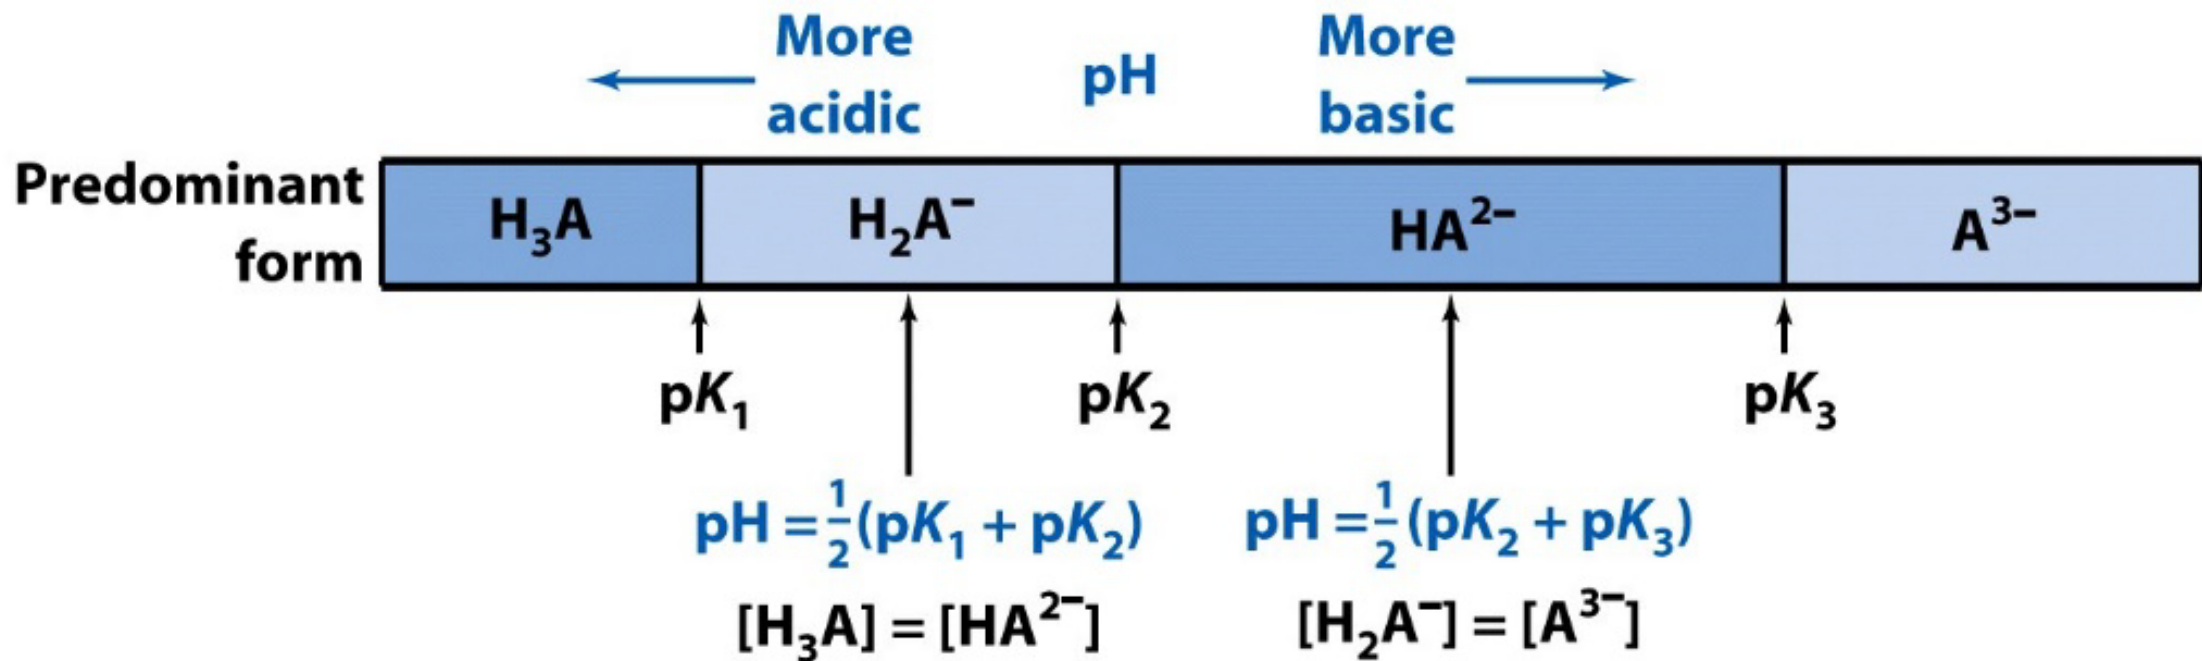 More pH More
acidic basic
Predominant
form
H₃A H₂A⁻ HA²⁻ A³⁻
pK₁ pK₂ pK₃
pH = ½(pK₁ + pK₂) pH = ½(pK₂ + pK₃)
[H₃A] = [HA²⁻] [H₂A⁻] = [A³⁻]